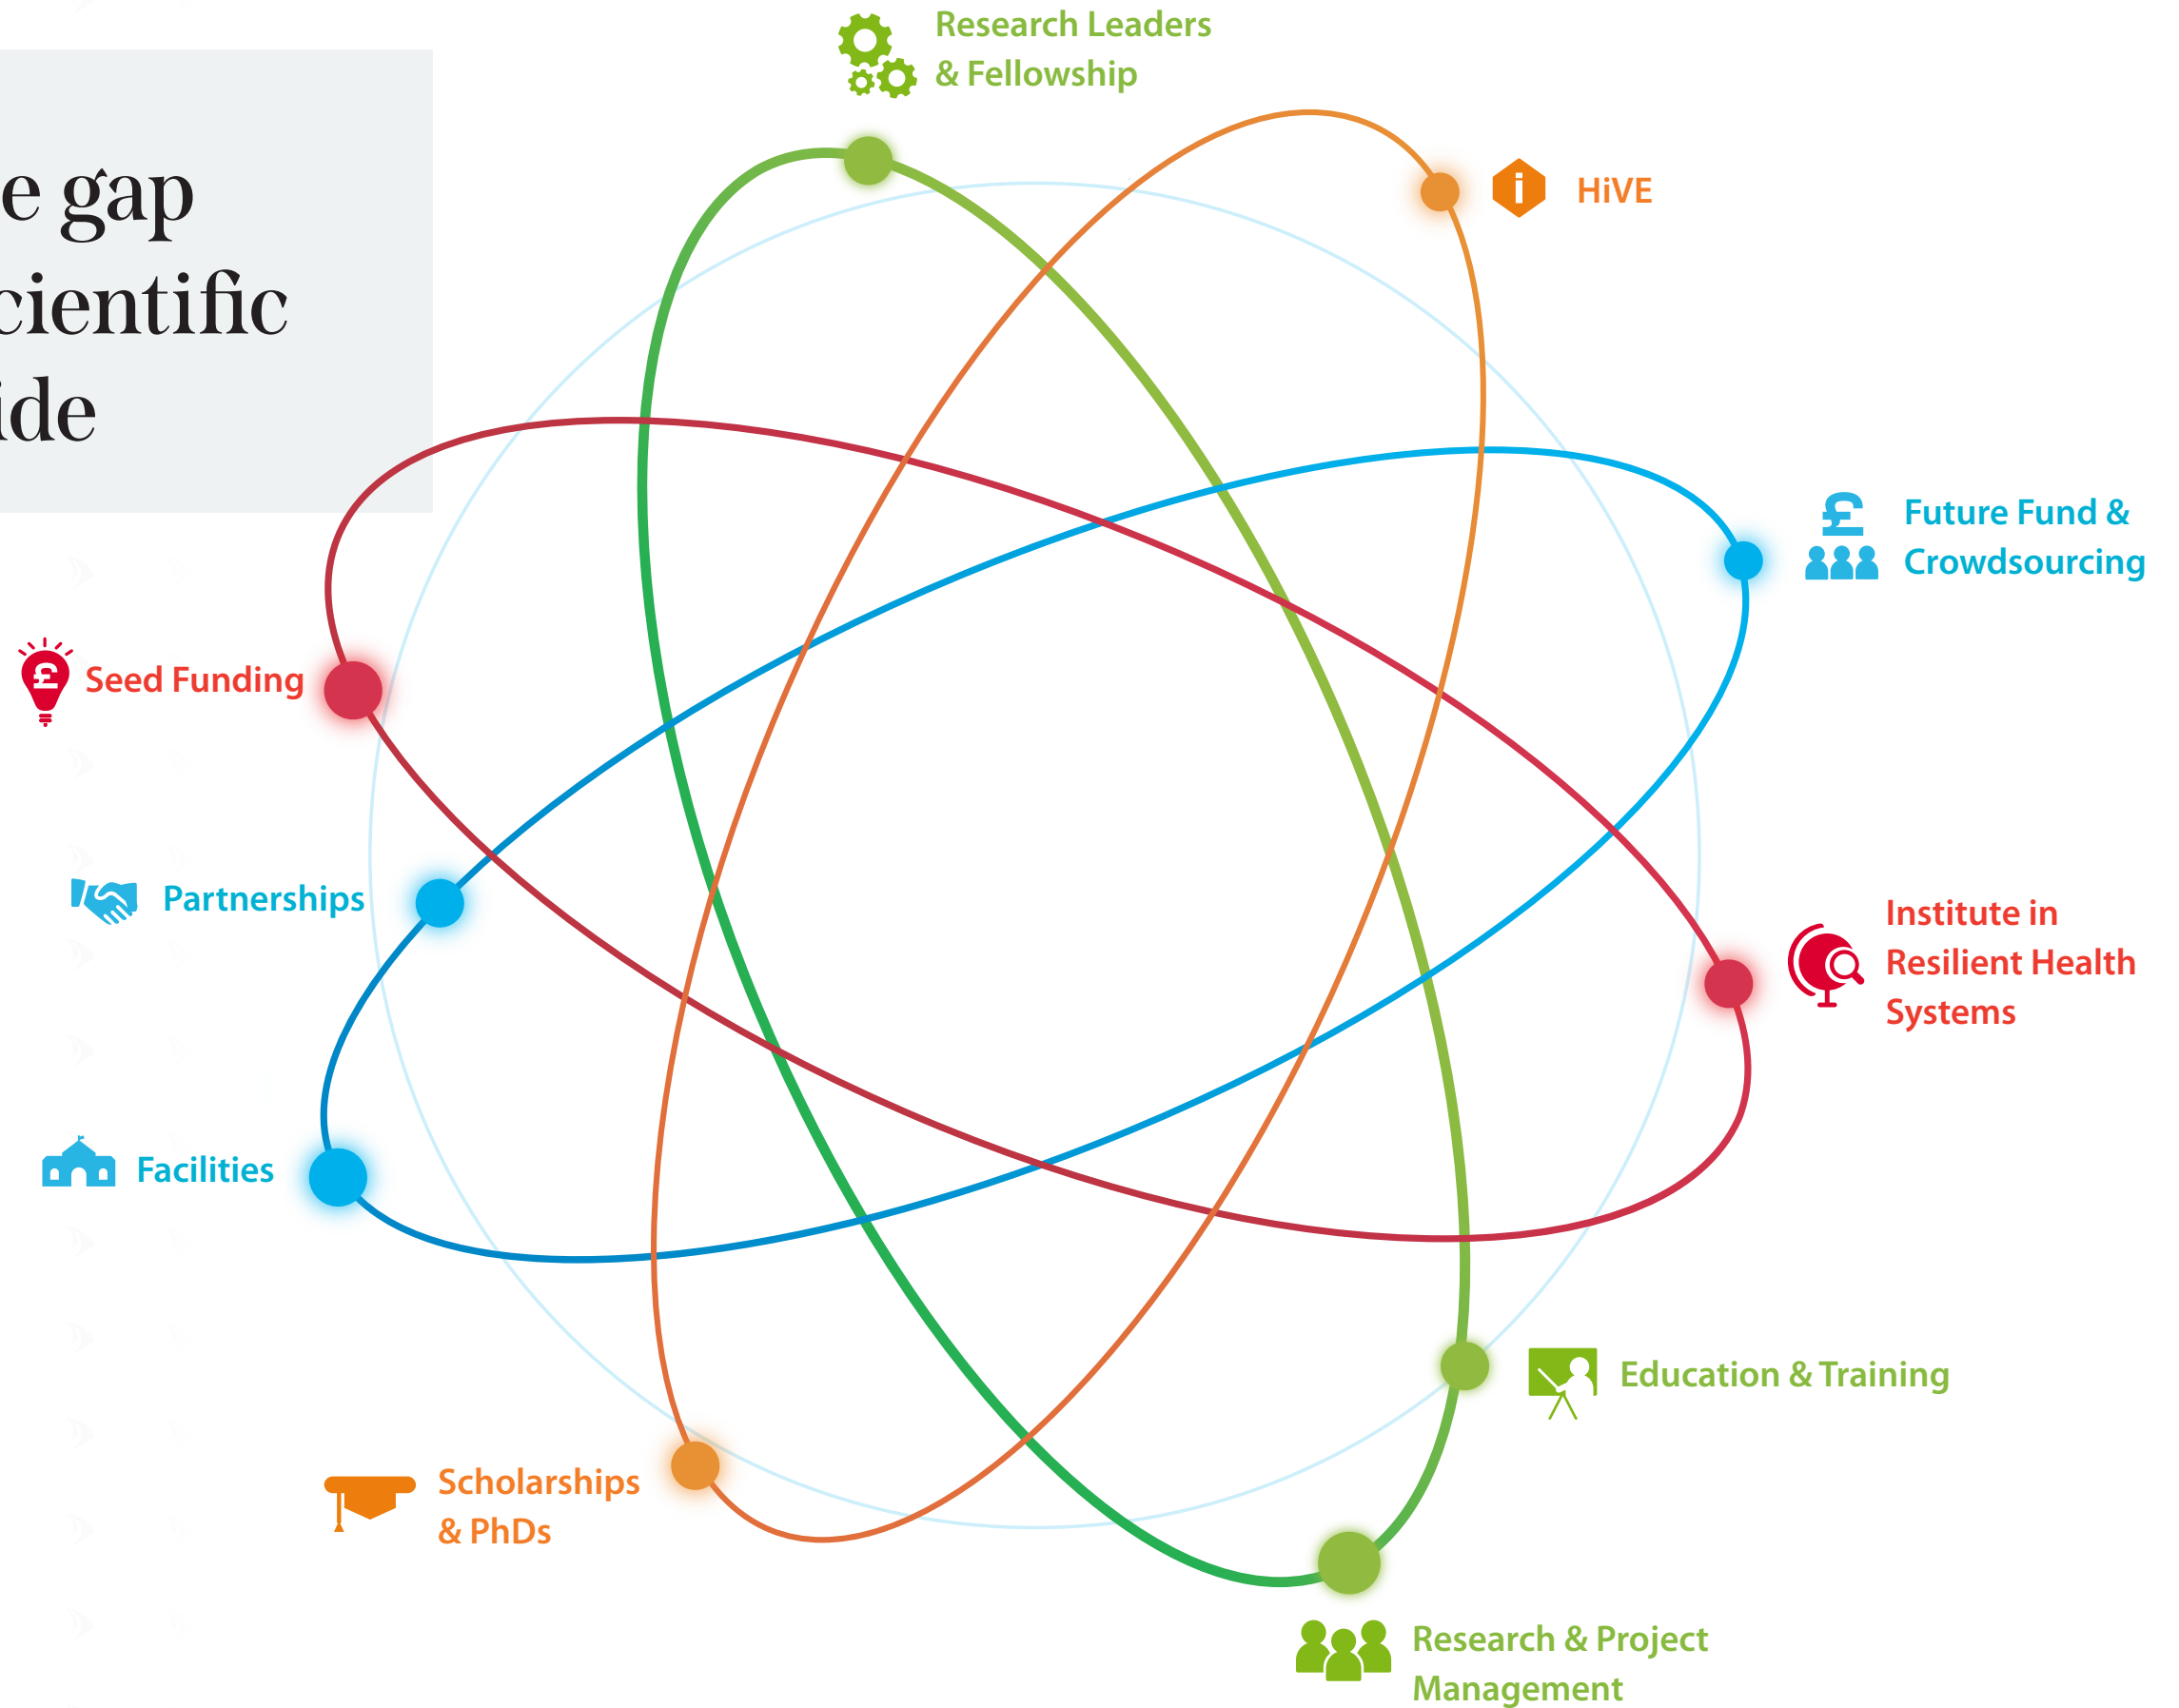 Research Leaders
& Fellowship
HiVE
e gap
cientific
ide
Future Fund &
Crowdsourcing
Seed Funding
Partnerships
Institute in
Resilient Health
Systems
Facilities
Education & Training
Scholarships
& PhDs
Research & Project
Management